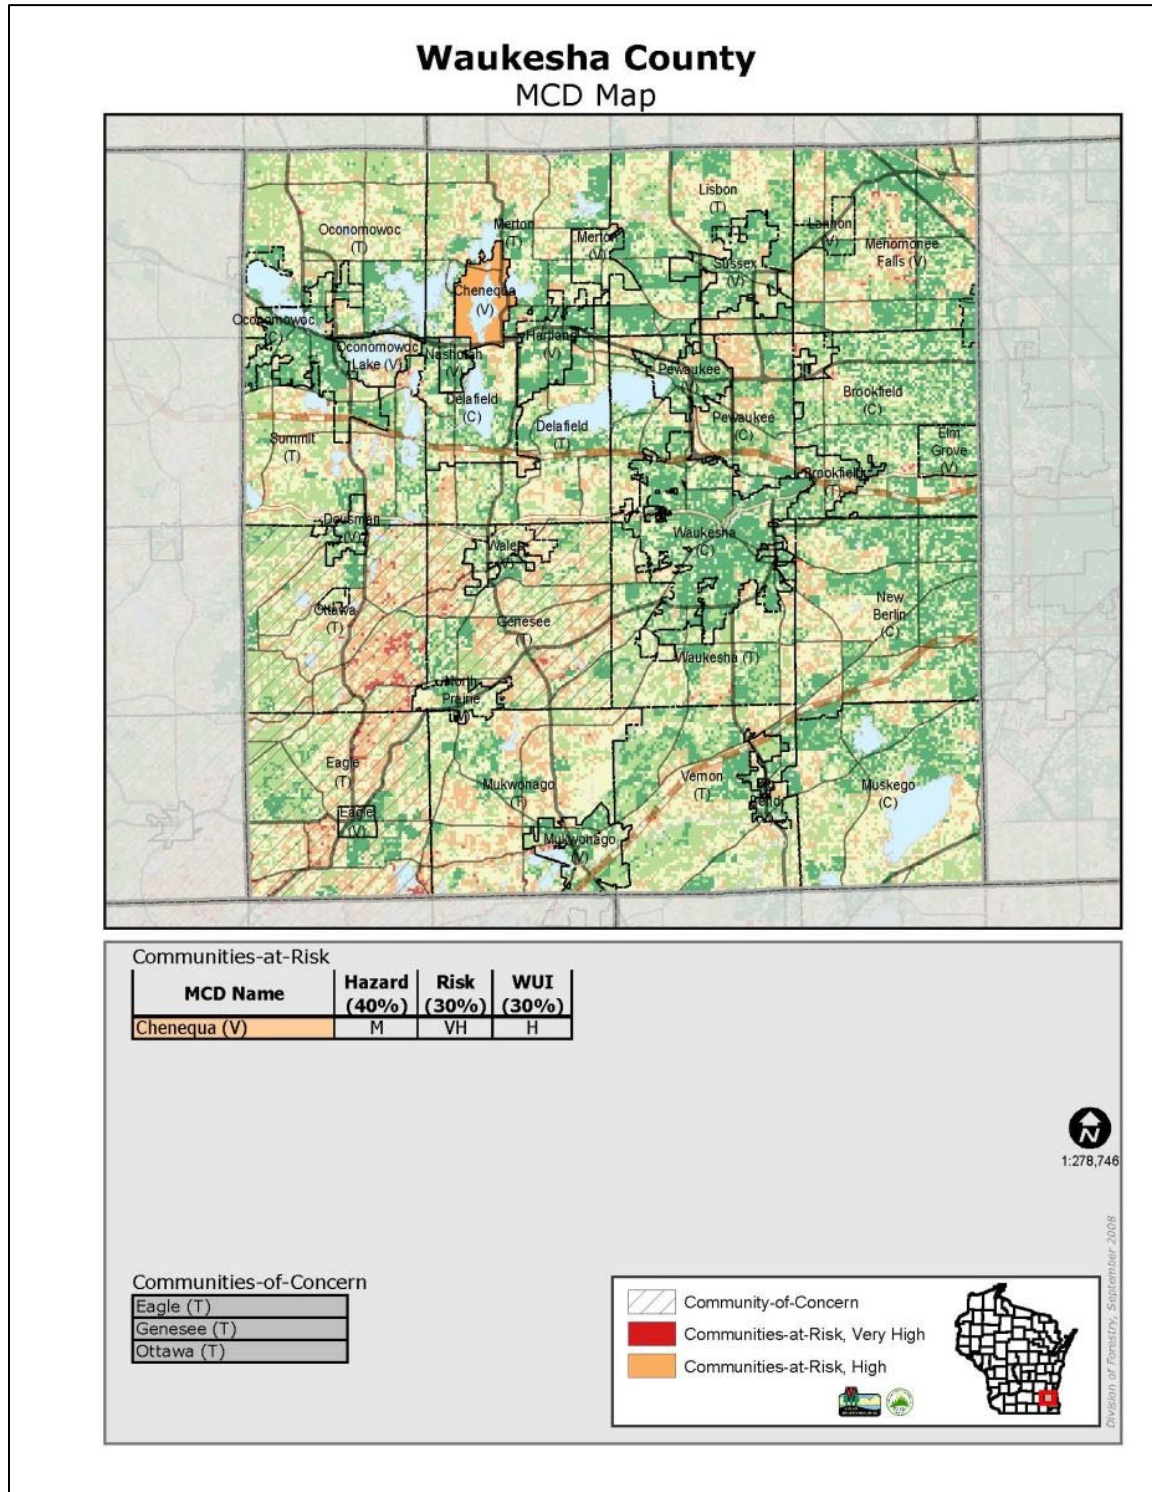 Waukesha County
MCD Map
Lisbon
(T)
Oconomowoc
(T)
Merton
(T)
Merton
(V)
Lannon
(V)
Menomonee
Falls (V)
Sussex
(V)
Chenequa
(V)
Oconomowoc
(C)
Oconomowoc
Lake (V)
Nashotah
(V)
Hartland
(V)
Pewaukee
(V)
Brookfield
(C)
Delafield
(C)
Delafield
(T)
Pewaukee
(C)
Summit
(T)
Elm
Grove
(V)
Brookfield
(T)
Dousman
(V)
Waukesha
(C)
Wales
(V)
Ottawa
(T)
Genesee
(T)
New
Berlin
(C)
Waukesha (T)
North
Prairie
(V)
Eagle
(T)
Mukwonago
(T)
Vernon
(T)
Muskego
(C)
Eagle
(V)
Bend
Mukwonago
(V)
Communities-at-Risk
MCD Name Hazard (40%) Risk (30%) WUI (30%)
Chenequa (V) M VH H
N
1:278,746
Communities-of-Concern
Eagle (T)
Genesee (T)
Ottawa (T)
Community-of-Concern
Communities-at-Risk, Very High
Communities-at-Risk, High
Division of Forestry, September 2008